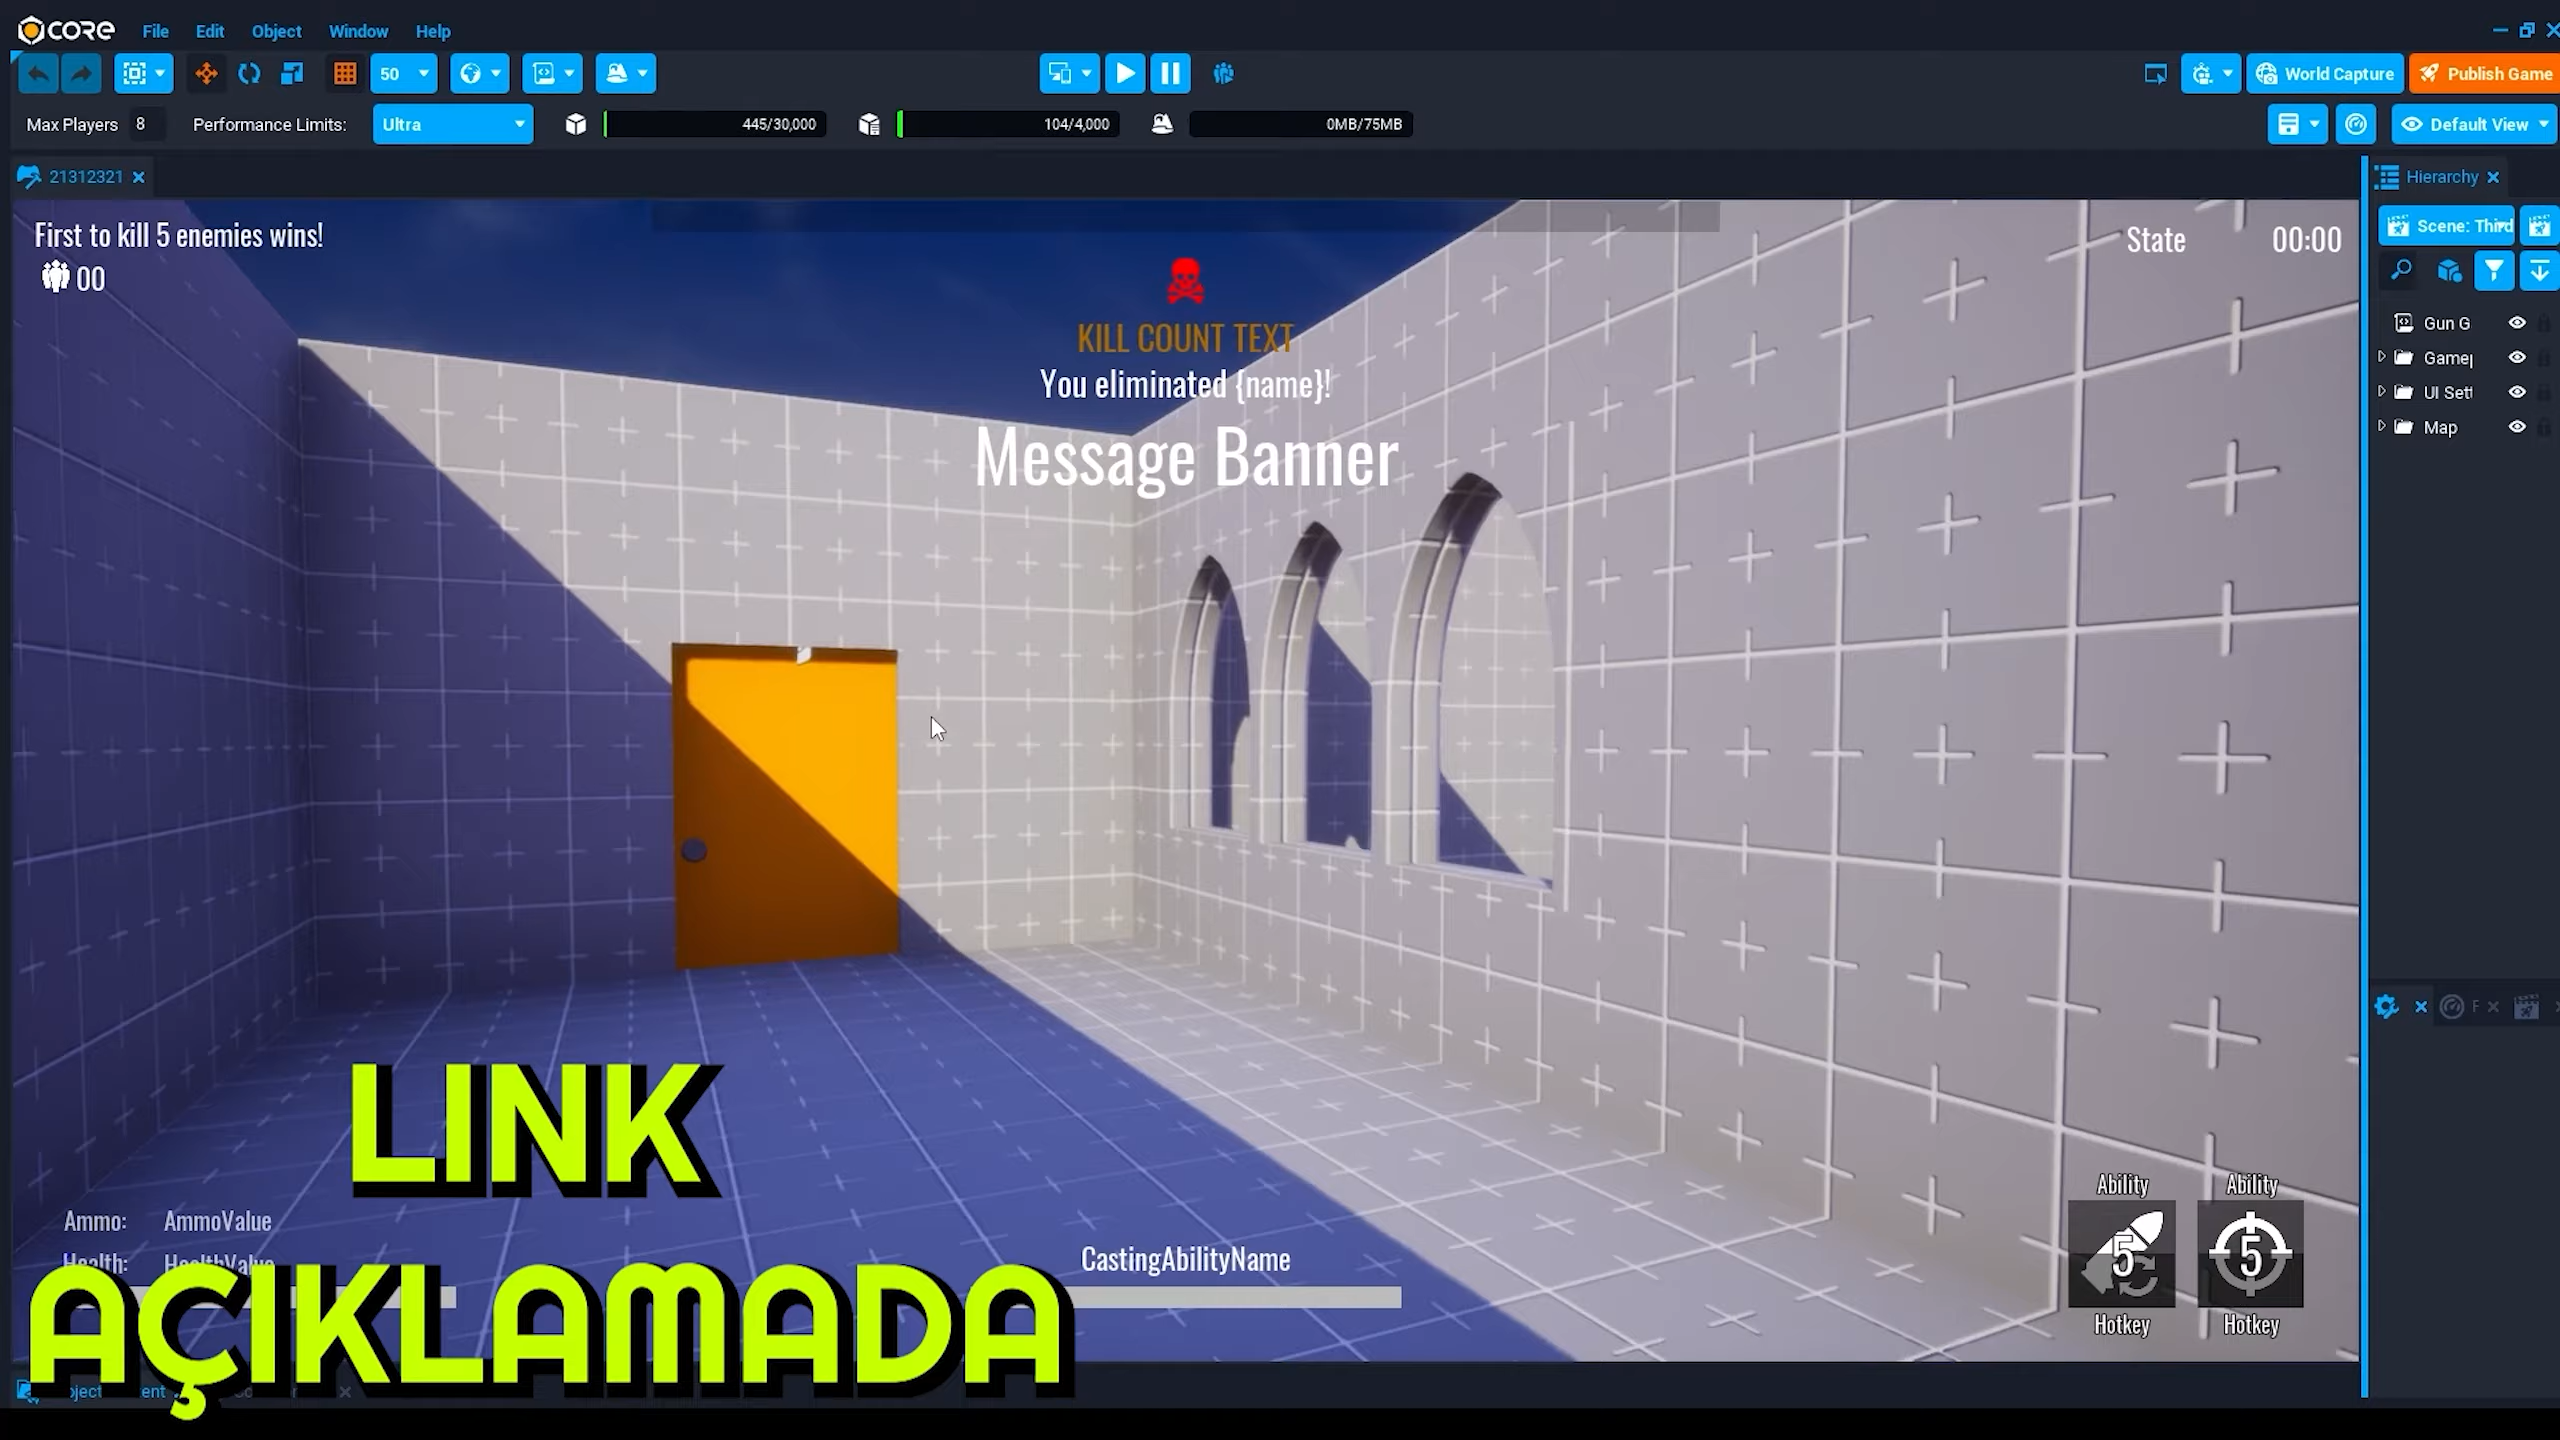 CORE File Edit Object Window Help
50 World Capture Publish Game
Max Players 8 Performance Limits: Ultra 445/30,000 104/4,000 0MB/75MB Default View
21312321 Hierarchy
First to kill 5 enemies wins! State 00:00
00
Scene: Third
KILL COUNT TEXT
You eliminated {name}!
Message Banner
Gun G
Gamep
UI Sett
Map
F
LINK
AÇIKLAMADA
Ammo: AmmoValue
Health: HealthValue
CastingAbilityName
Ability Ability
5 5
Hotkey Hotkey